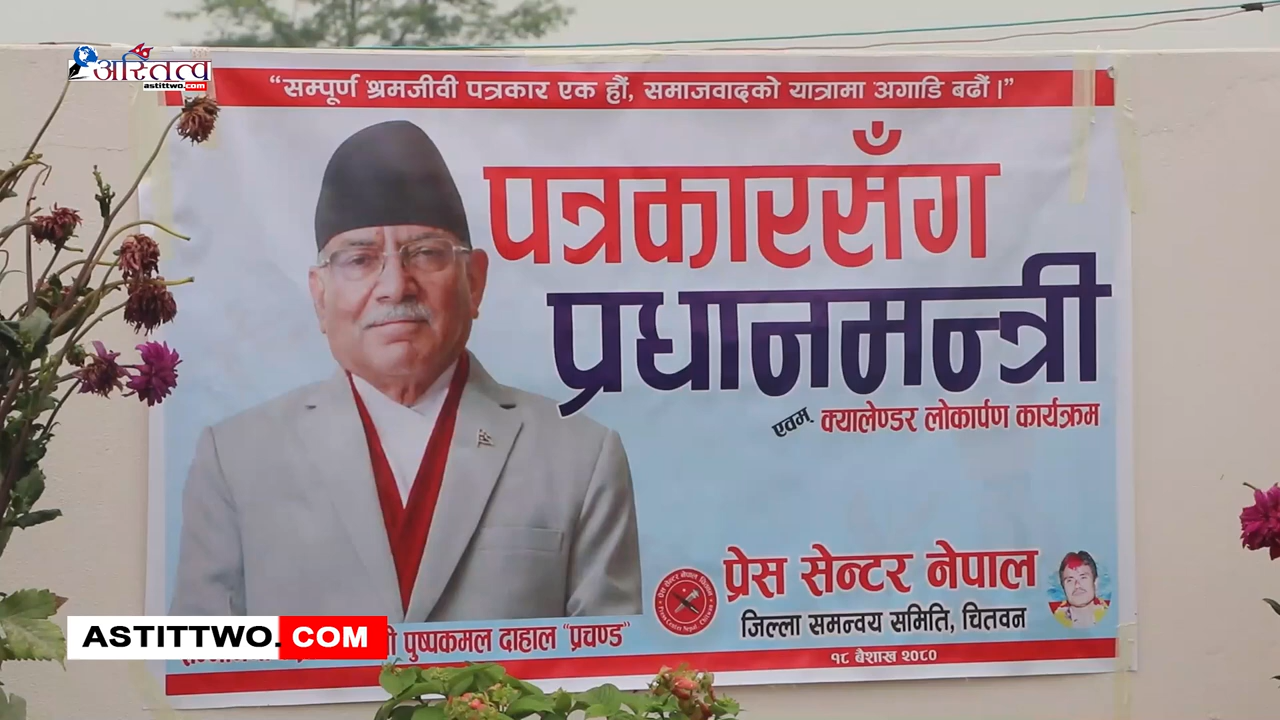 अस्तित्व
astittwo.com
“सम्पूर्ण श्रमजीवी पत्रकार एक हौं, समाजवादको यात्रामा अगाडि बढौं ।”
पत्रकारसँग
प्रधानमन्त्री
एवम् क्यालेण्डर लोकार्पण कार्यक्रम
प्रेस सेन्टर नेपाल
जिल्ला समन्वय समिति, चितवन
ASTITTWO.COM
पुष्पकमल दाहाल "प्रचण्ड"
१८ बैशाख २०८०